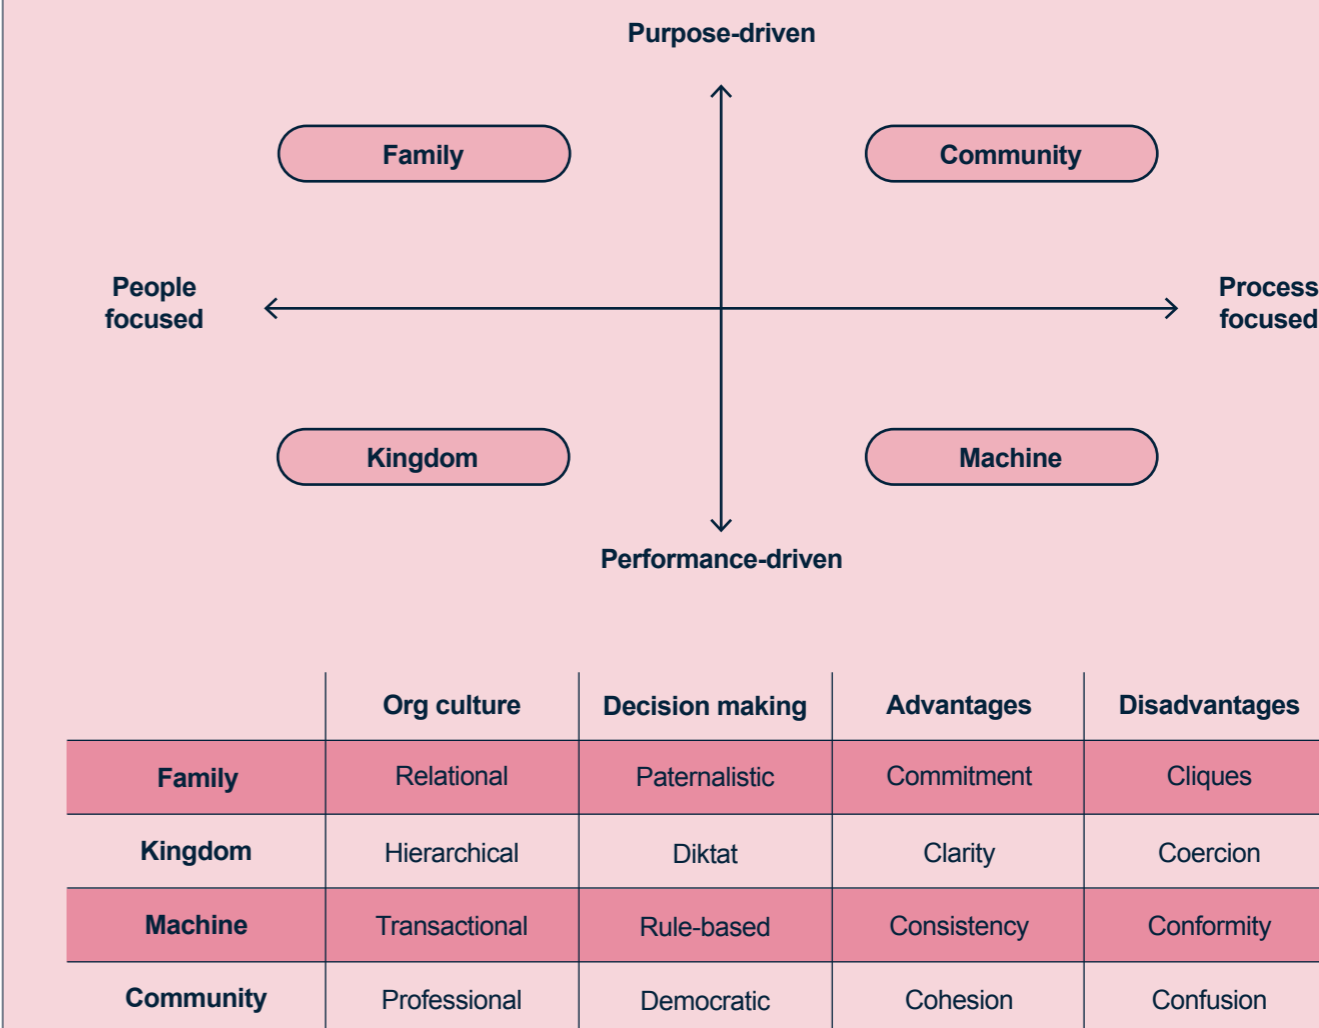 Purpose-driven
Family
Community
People
focused
Process
focused
Kingdom
Machine
Performance-driven
Org culture Decision making Advantages Disadvantages
Family Relational Paternalistic Commitment Cliques
Kingdom Hierarchical Diktat Clarity Coercion
Machine Transactional Rule-based Consistency Conformity
Community Professional Democratic Cohesion Confusion